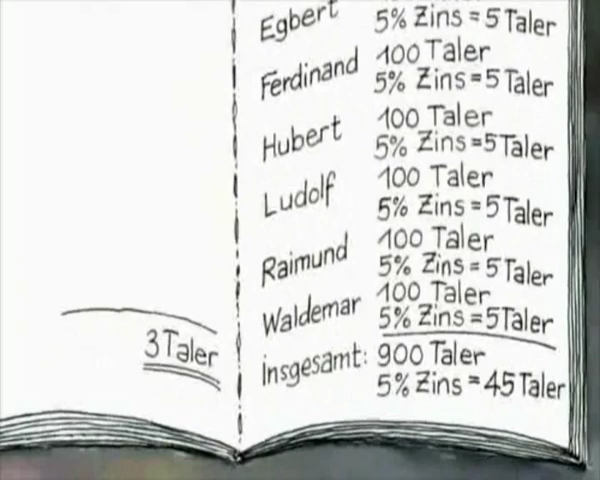 3 Taler
Egbert
5% Zins = 5 Taler
Ferdinand 100 Taler
5% Zins = 5 Taler
Hubert 100 Taler
5% Zins = 5 Taler
Ludolf 100 Taler
5% Zins = 5 Taler
Raimund 100 Taler
5% Zins = 5 Taler
Waldemar 100 Taler
5% Zins = 5 Taler
insgesamt: 900 Taler
5% Zins = 45 Taler